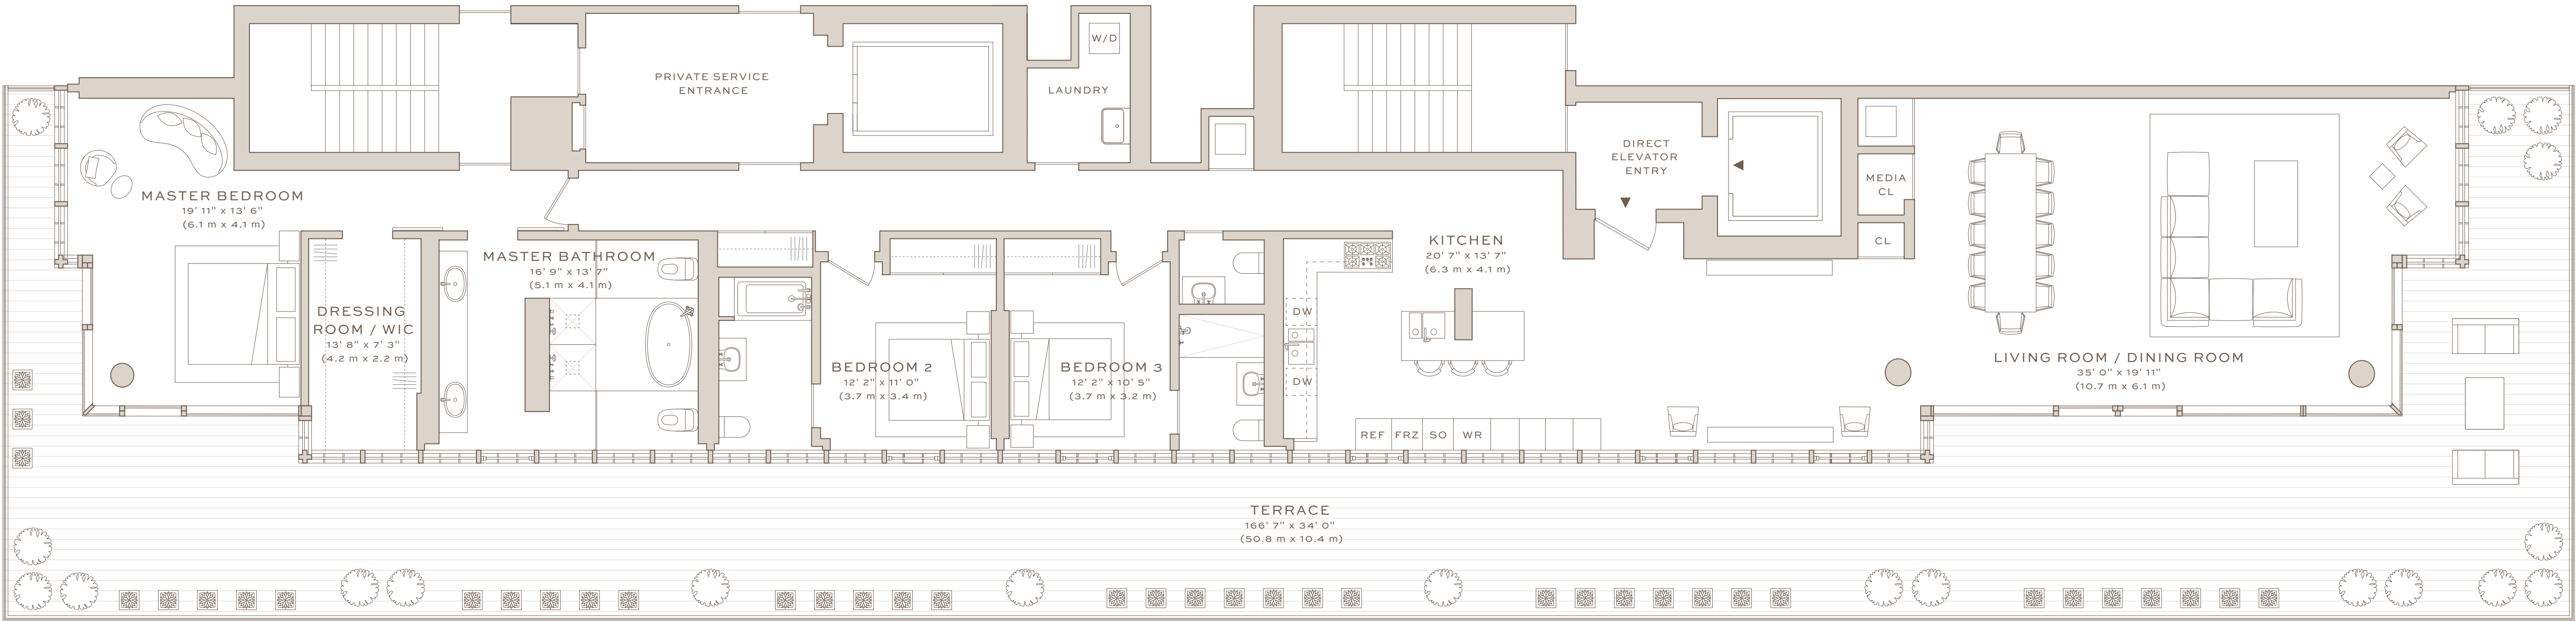 W/D
PRIVATE SERVICE
ENTRANCE
LAUNDRY
DIRECT
ELEVATOR
ENTRY
MEDIA
CL
CL
MASTER BEDROOM
19' 11" x 13' 6"
(6.1 m x 4.1 m)
DRESSING
ROOM / WIC
13' 8" x 7' 3"
(4.2 m x 2.2 m)
MASTER BATHROOM
16' 9" x 13' 7"
(5.1 m x 4.1 m)
BEDROOM 2
12' 2" x 11' 0"
(3.7 m x 3.4 m)
BEDROOM 3
12' 2" x 10' 5"
(3.7 m x 3.2 m)
KITCHEN
20' 7" x 13' 7"
(6.3 m x 4.1 m)
DW
DW
REF FRZ SO WR
LIVING ROOM / DINING ROOM
35' 0" x 19' 11"
(10.7 m x 6.1 m)
TERRACE
166' 7" x 34' 0"
(50.8 m x 10.4 m)